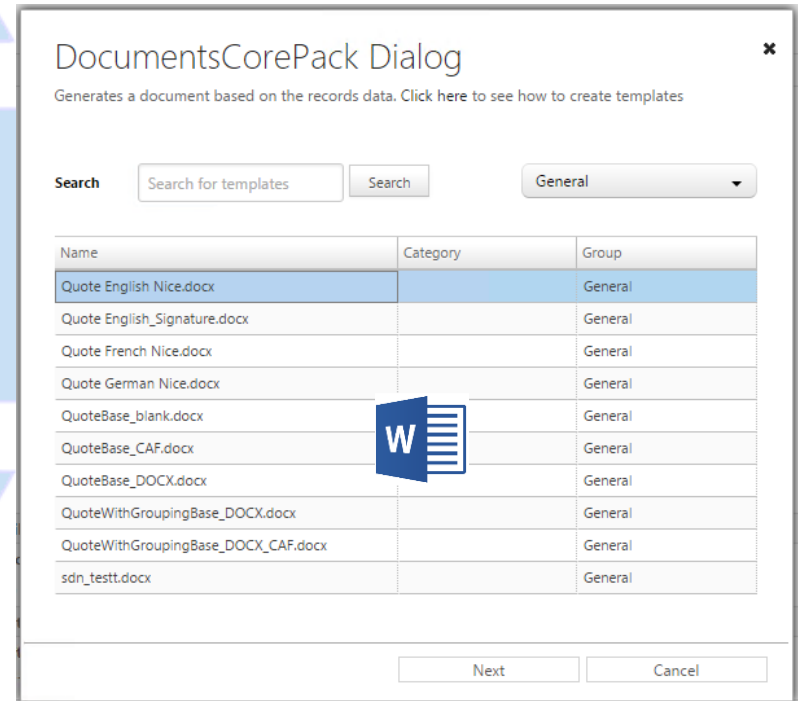 DocumentsCorePack Dialog
Generates a document based on the records data. Click here to see how to create templates
Search Search for templates Search General
Name Category Group
Quote English Nice.docx General
Quote English_Signature.docx General
Quote French Nice.docx General
Quote German Nice.docx General
QuoteBase_blank.docx General
QuoteBase_CAF.docx General
QuoteBase_DOCX.docx General
QuoteWithGroupingBase_DOCX.docx General
QuoteWithGroupingBase_DOCX_CAF.docx General
sdn_testt.docx General
W
Next Cancel